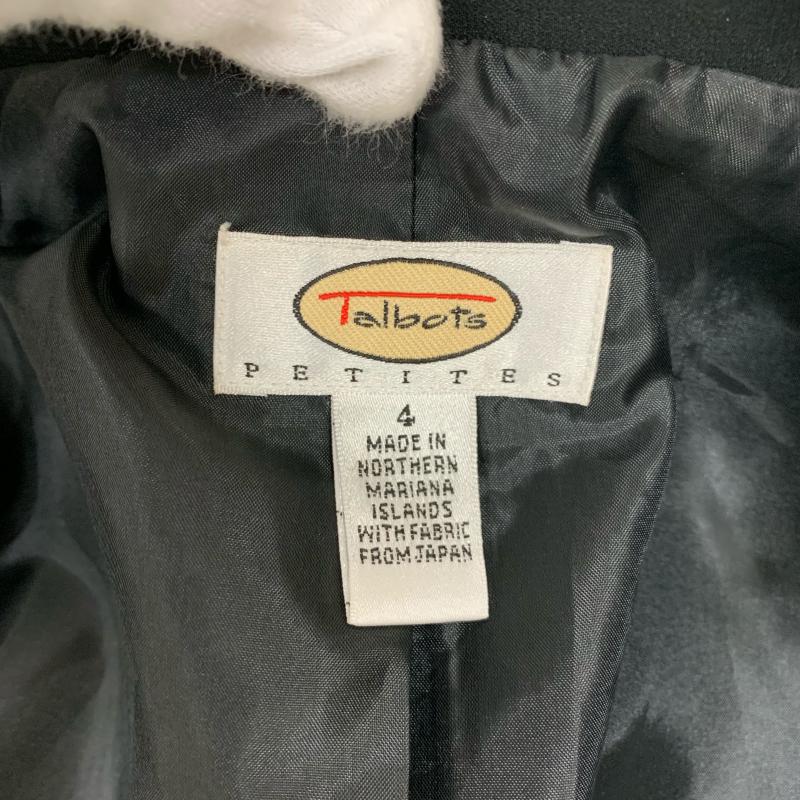 Talbots
PETITES
4
MADE IN
NORTHERN
MARIANA
ISLANDS
WITH FABRIC
FROM JAPAN